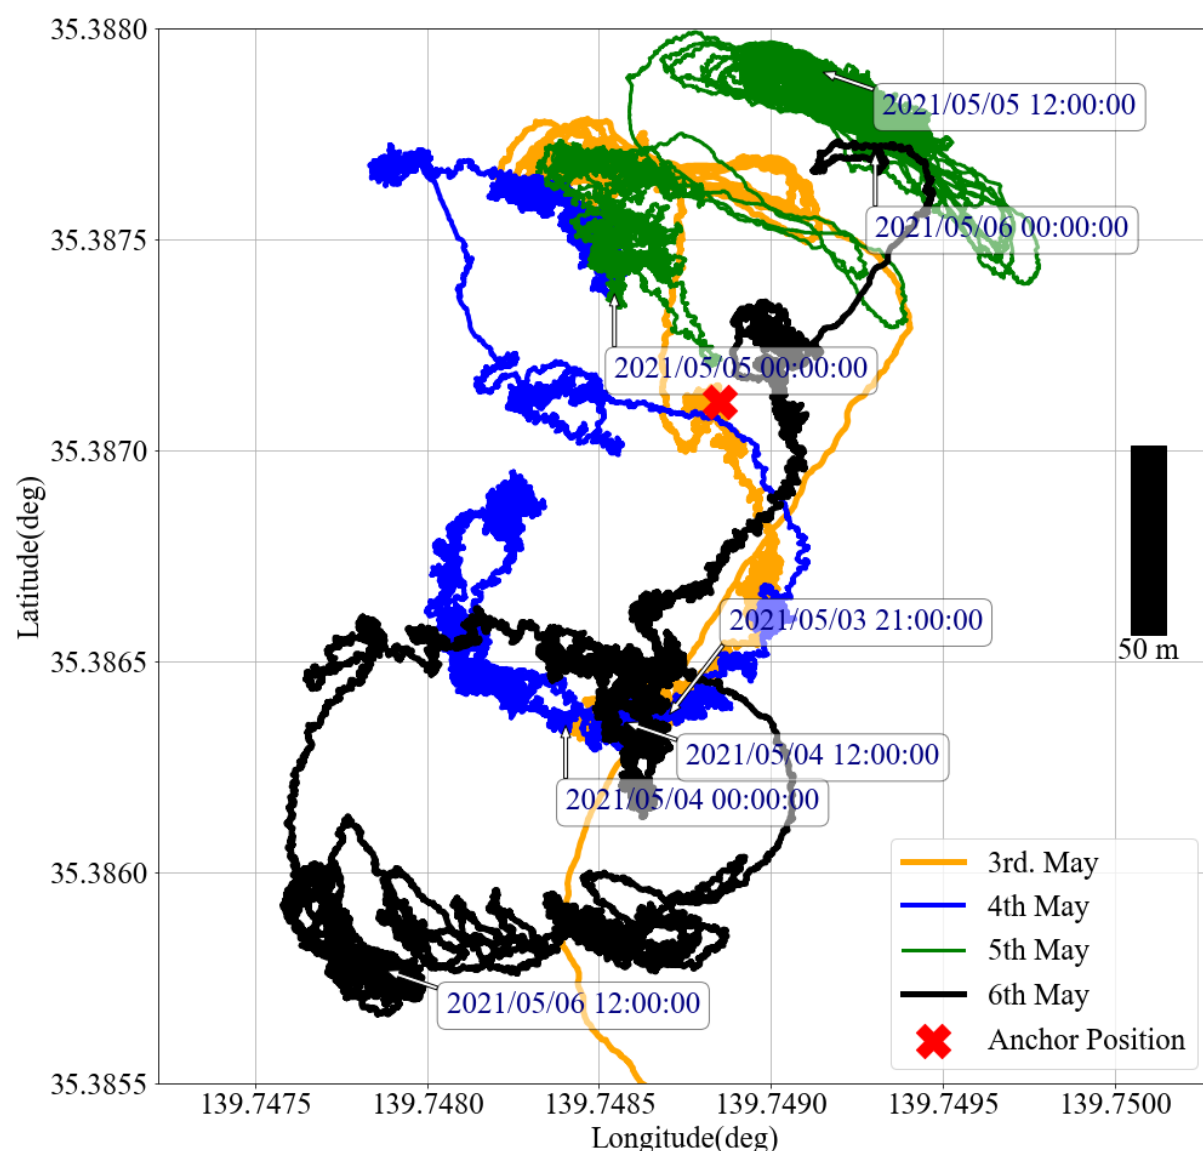 35.3880
2021/05/05 12:00:00
35.3875
2021/05/06 00:00:00
2021/05/05 00:00:00
35.3870
Latitude(deg)
50 m
2021/05/03 21:00:00
35.3865
2021/05/04 12:00:00
2021/05/04 00:00:00
35.3860
3rd. May
4th May
5th May
6th May
Anchor Position
2021/05/06 12:00:00
35.3855
139.7475 139.7480 139.7485 139.7490 139.7495 139.7500
Longitude(deg)